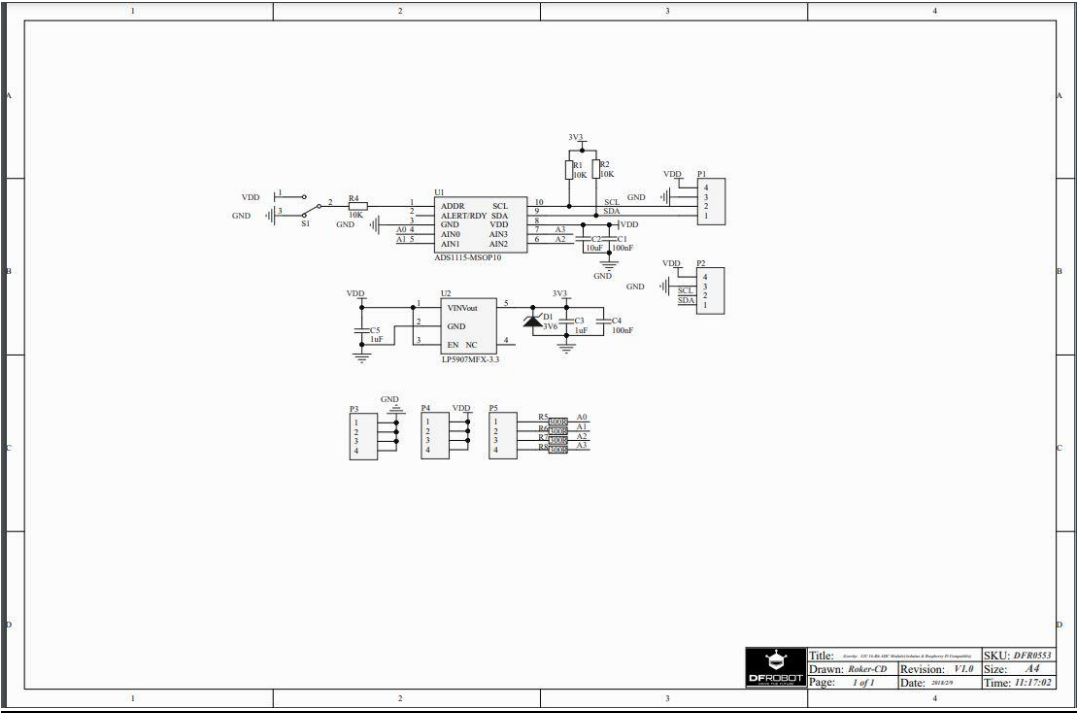 1 2 3 4
A A
3V3
R1 R2
10K 10K
VDD P1
4
GND 3
2
1
VDD 1
GND 3
2
S1
R4
10K
U1
1 ADDR SCL 10 SCL
2 ALERT/RDY SDA 9 SDA
GND 3 GND VDD 8 VDD
A0 4 AIN0 AIN3 7 A3
A1 5 AIN1 AIN2 6 A2
ADS1115-MSOP10
C2 C1
10uF 100nF
GND
VDD P2
4
GND 3
SCL 2
SDA 1
B B
VDD
U2
3V3
1 VIN Vout 5
2 GND
3 EN NC 4
LP5907MFX-3.3
C5
1uF
D1
3V6
C3
1uF
C4
100nF
GND
P3
1
2
3
4
P4 VDD
1
2
3
4
P5
1 R5 A0
2 R6 A1
3 R7 A2
4 R8 A3
C C
D D
DFROBOT
Title:
SKU: DFR0553
Drawn: Roker-CD Revision: V1.0 Size: A4
Page: 1 of 1 Date: 2018/2/9 Time: 11:17:02
1 2 3 4